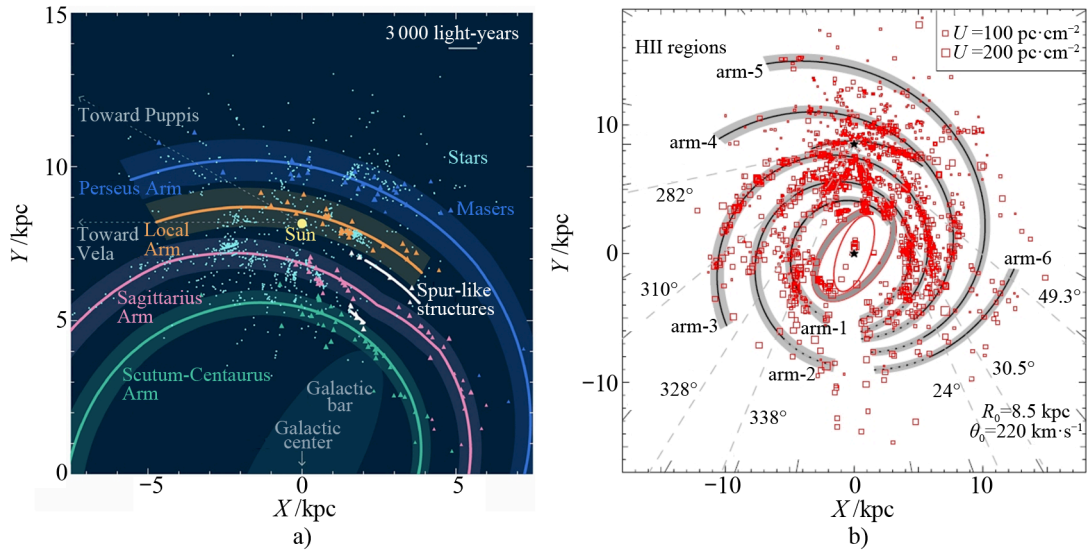 15
10
5
0
Y /kpc
3 000 light-years
Toward Puppis
Stars
Perseus Arm
Masers
Toward
Vela
Local
Arm
Sun
Sagittarius
Arm
Spur-like
structures
Scutum-Centaurus
Arm
Galactic
bar
Galactic
center
−5
0
5
X /kpc
a)
HII regions
U =100 pc·cm−2
U =200 pc·cm−2
arm-5
arm-4
282°
arm-6
310°
49.3°
arm-3
arm-1
arm-2
328°
338°
24°
30.5°
R0=8.5 kpc
θ0=220 km·s−1
10
0
−10
Y /kpc
−10
0
10
X /kpc
b)